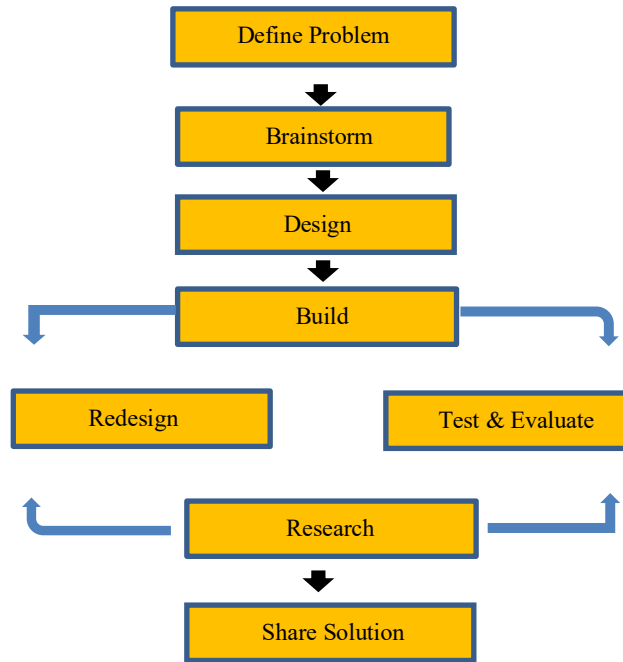 Define Problem
Brainstorm
Design
Build
Redesign
Test & Evaluate
Research
Share Solution